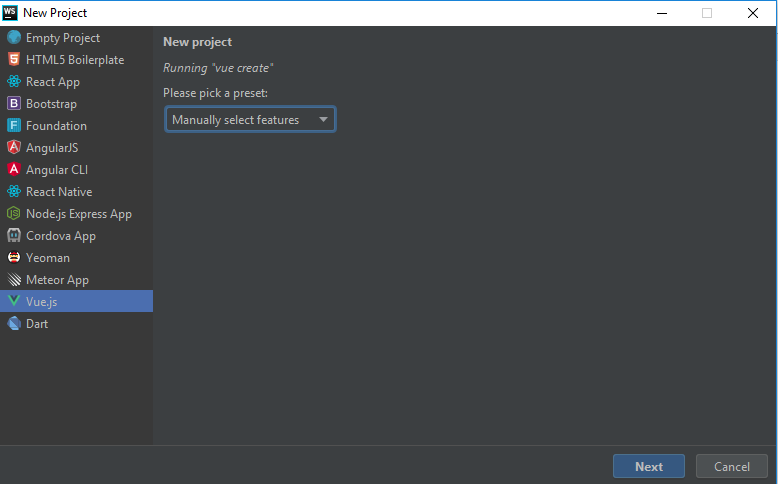 WS New Project
Empty Project
HTML5 Boilerplate
React App
Bootstrap
Foundation
AngularJS
Angular CLI
React Native
Node.js Express App
Cordova App
Yeoman
Meteor App
Vue.js
Dart
New project
Running "vue create"
Please pick a preset:
Manually select features
Next
Cancel